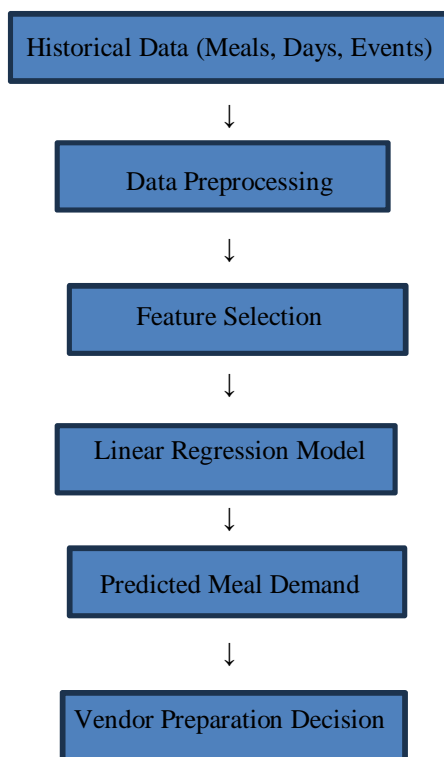 Historical Data (Meals, Days, Events)
↓
Data Preprocessing
↓
Feature Selection
↓
Linear Regression Model
↓
Predicted Meal Demand
↓
Vendor Preparation Decision